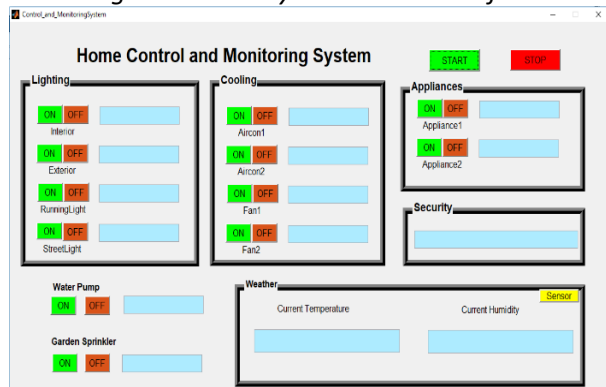 Control_and_MonitoringSystem
Home Control and Monitoring System
START
STOP
Lighting
ON OFF
Interior
ON OFF
Exterior
ON OFF
RunningLight
ON OFF
StreetLight
Cooling
ON OFF
Aircon1
ON OFF
Aircon2
ON OFF
Fan1
ON OFF
Fan2
Appliances
ON OFF
Appliance1
ON OFF
Appliance2
Security
Water Pump
ON OFF
Garden Sprinkler
ON OFF
Weather
Sensor
Current Temperature
Current Humidity